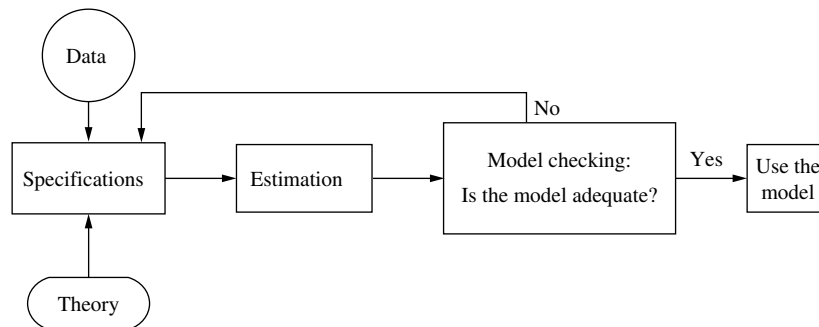 Data
No
Specifications
Estimation
Model checking:
Is the model adequate?
Yes
Use the
model
Theory